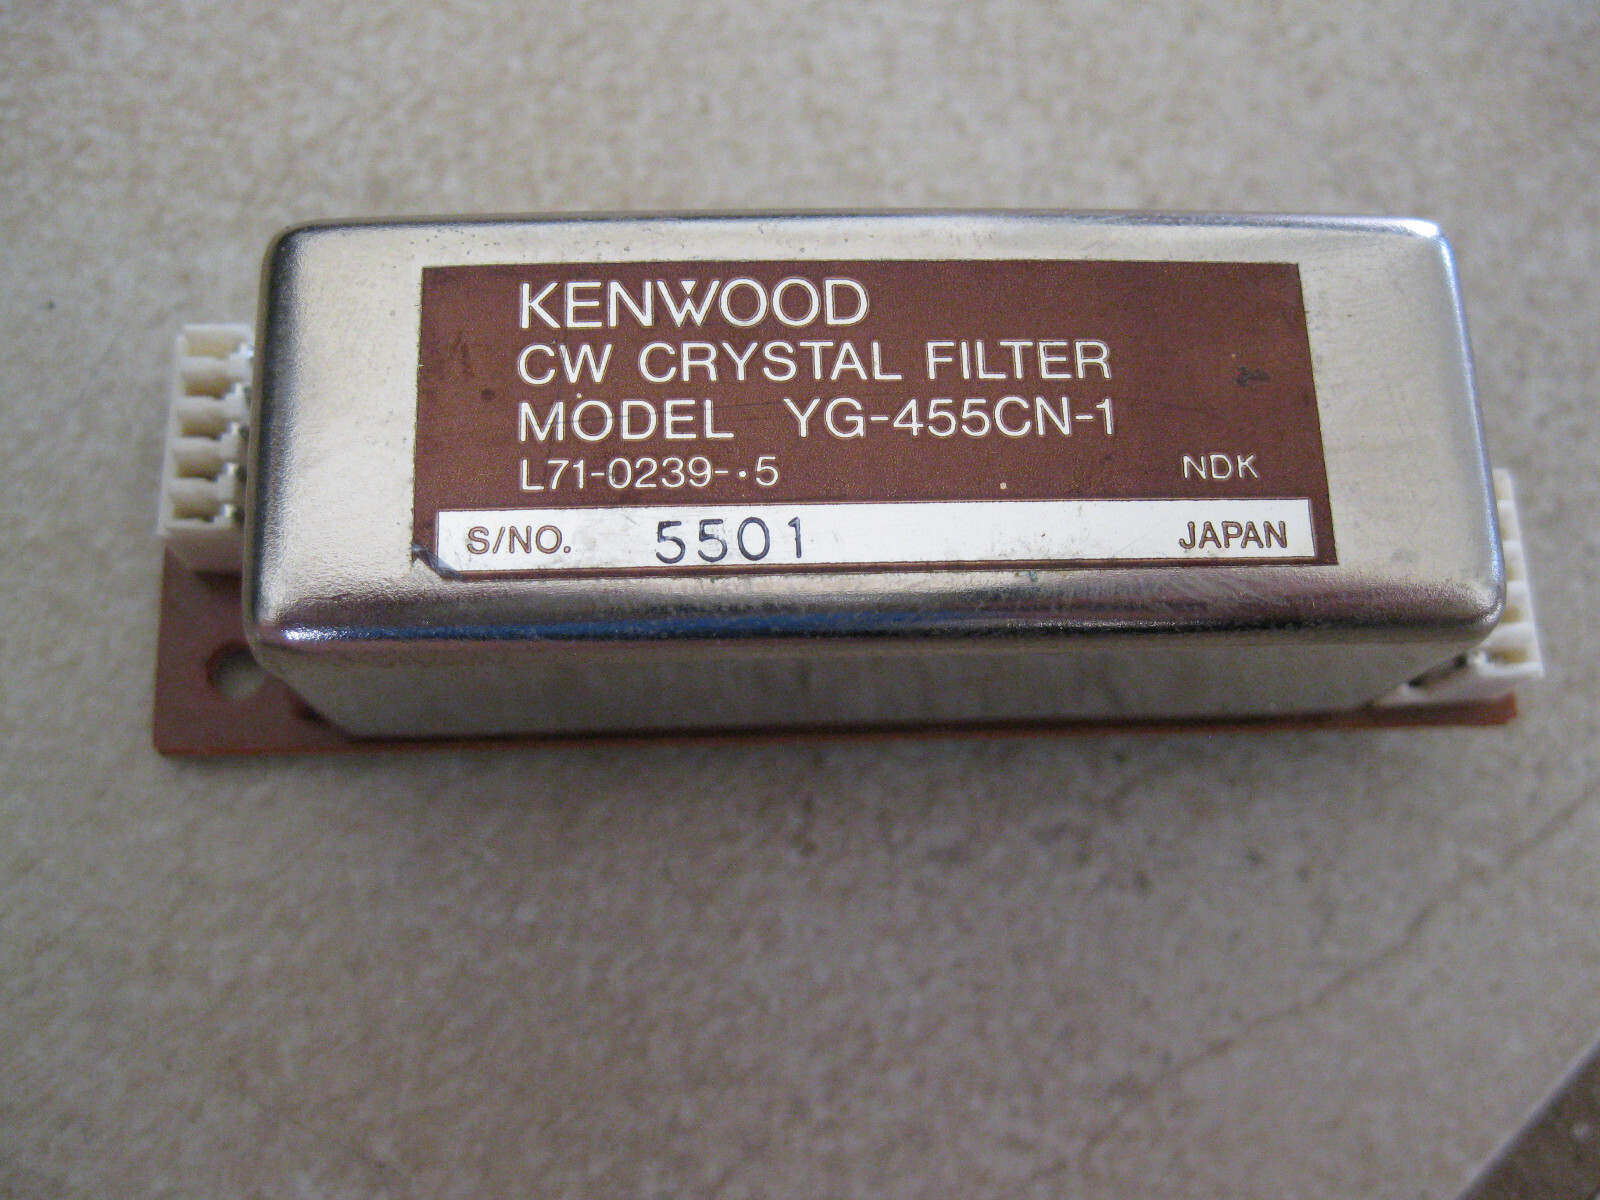 KENWOOD
CW CRYSTAL FILTER
MODEL YG-455CN-1
L71-0239-·5 NDK
S/NO. 5501 JAPAN